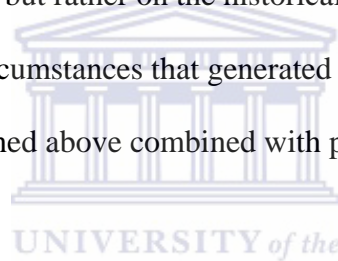 but rather on the historical
cumstances that generated
ned above combined with p
UNIVERSITY of the